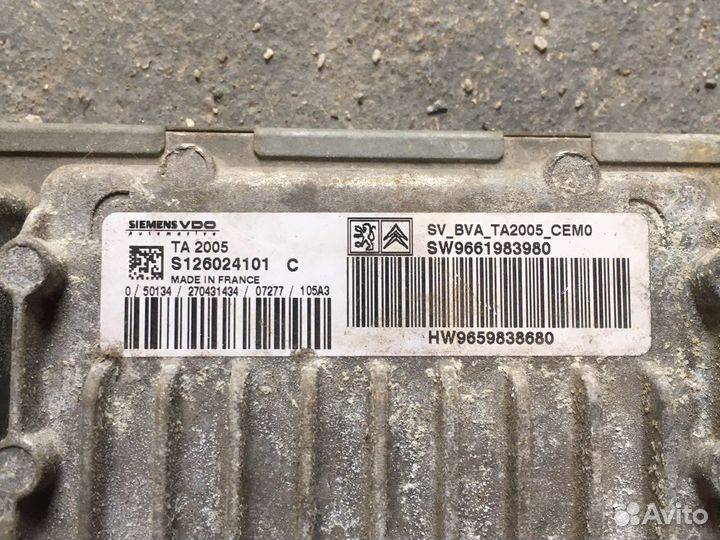 SIEMENS VDO
Automotive
TA 2005
S126024101 C
MADE IN FRANCE
0 / 50134 / 270431434 / 07277 / 105A3
SV_BVA_TA2005_CEM0
SW9661983980
HW9659838680
Avito